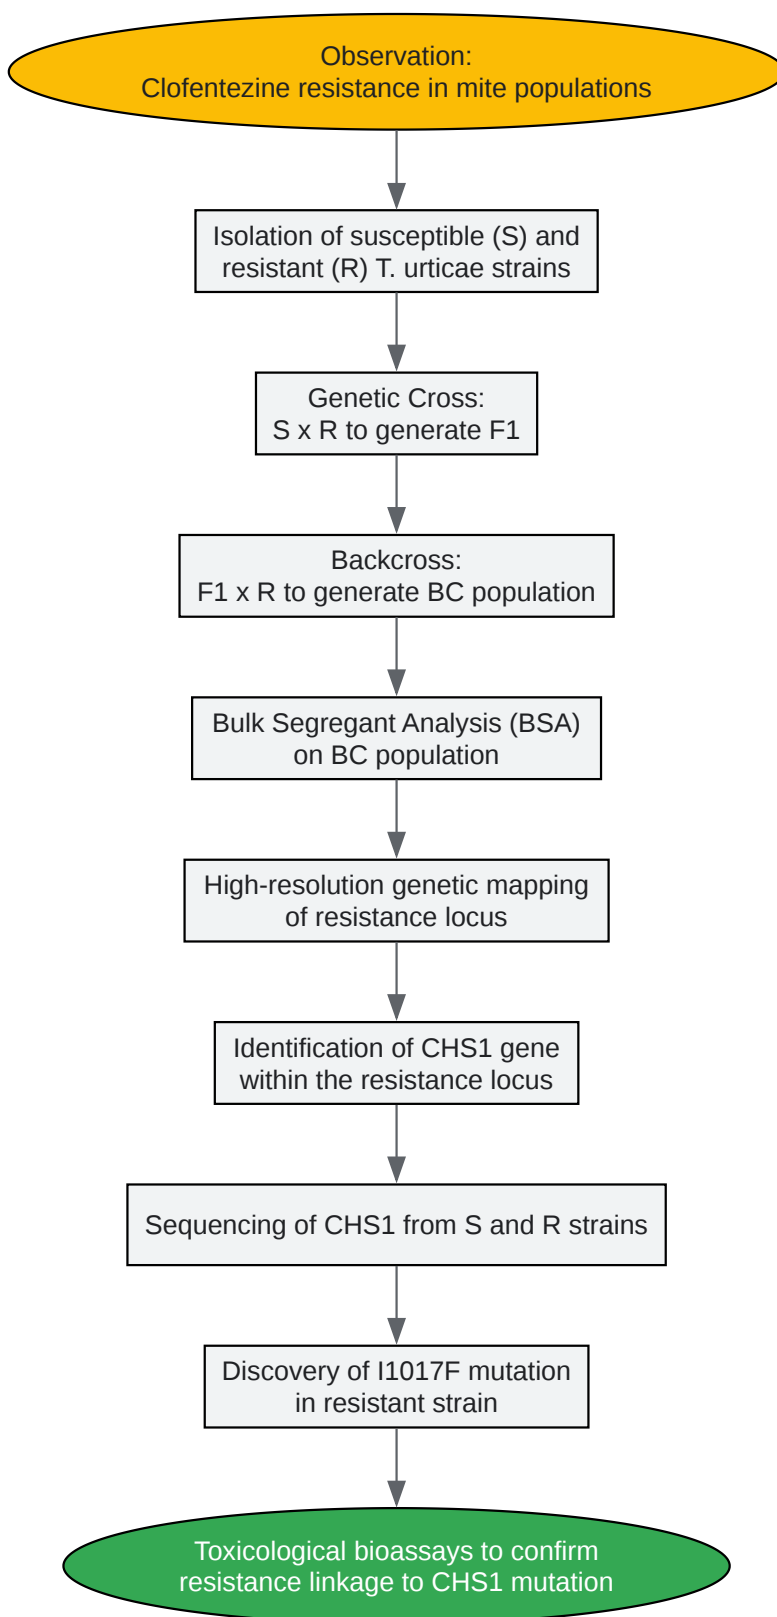 Observation:
Clofentezine resistance in mite populations
Isolation of susceptible (S) and
resistant (R) T. urticae strains
Genetic Cross:
S x R to generate F1
Backcross:
F1 x R to generate BC population
Bulk Segregant Analysis (BSA)
on BC population
High-resolution genetic mapping
of resistance locus
Identification of CHS1 gene
within the resistance locus
Sequencing of CHS1 from S and R strains
Discovery of I1017F mutation
in resistant strain
Toxicological bioassays to confirm
resistance linkage to CHS1 mutation